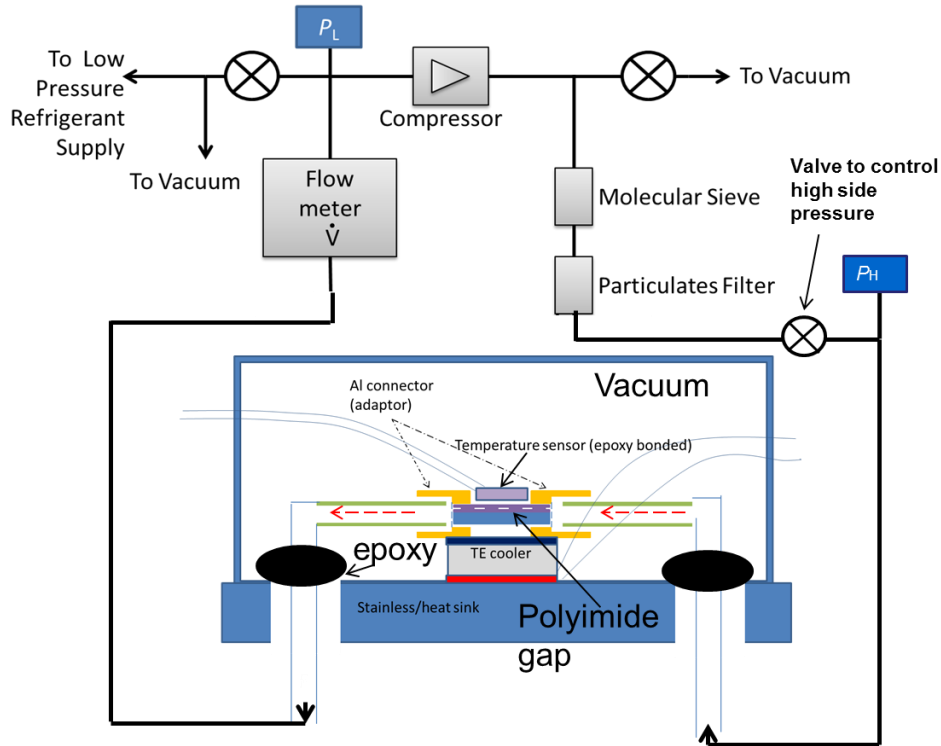 PL
To Low
Pressure
Refrigerant
Supply
To Vacuum
Compressor
To Vacuum
Flow
meter
V̇
Molecular Sieve
Particulates Filter
Valve to control
high side
pressure
PH
Vacuum
Al connector
(adaptor)
Temperature sensor (epoxy bonded)
epoxy
TE cooler
Stainless/heat sink
Polyimide
gap